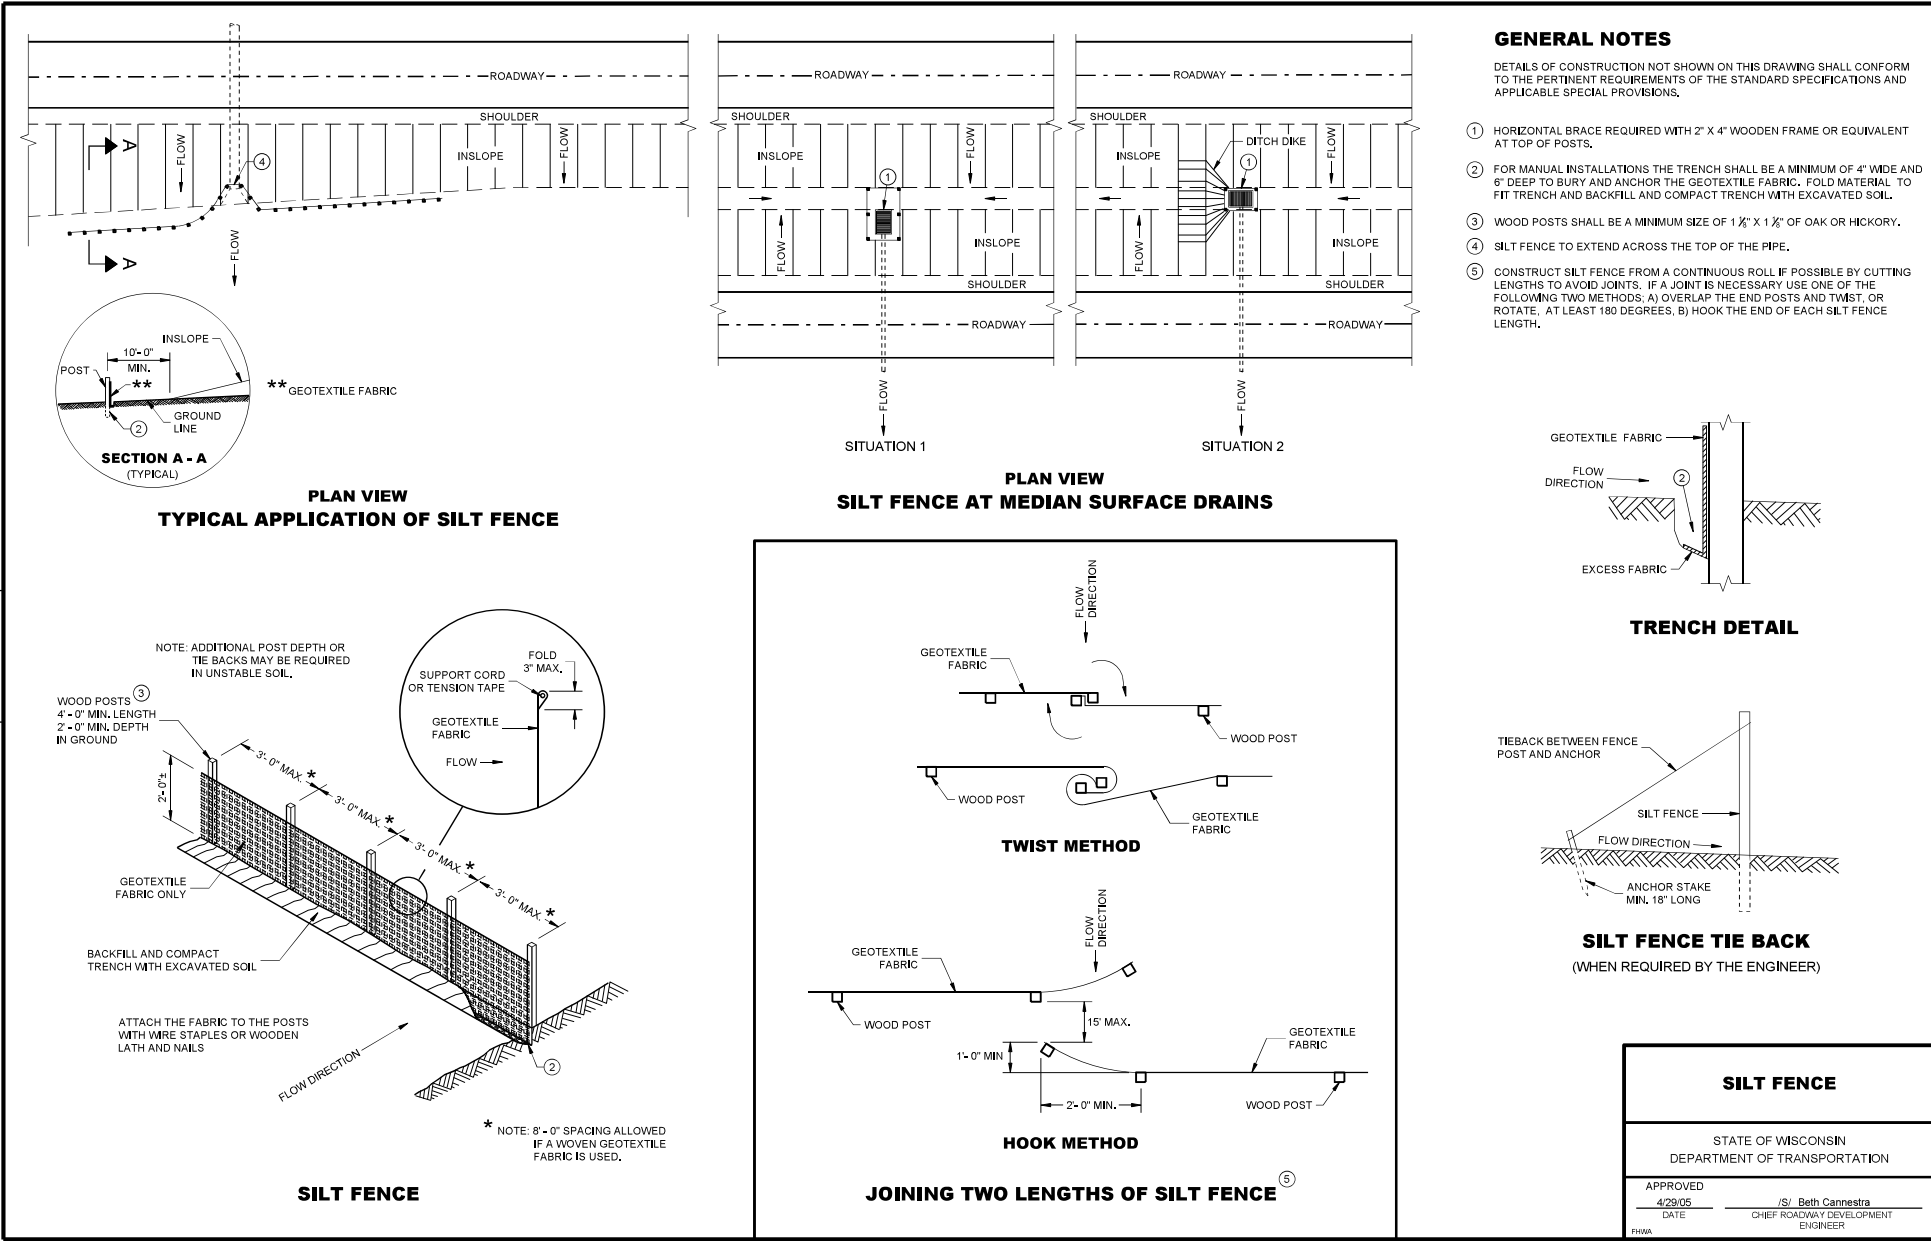 ROADWAY
SHOULDER
A
FLOW
4
INSLOPE
FLOW
A
FLOW
INSLOPE
10'- 0"
MIN.
POST
**
GROUND
LINE
2
SECTION A - A
(TYPICAL)
** GEOTEXTILE FABRIC
PLAN VIEW
TYPICAL APPLICATION OF SILT FENCE
ROADWAY
SHOULDER
INSLOPE
FLOW
1
FLOW
INSLOPE
SHOULDER
ROADWAY
FLOW
SITUATION 1
ROADWAY
SHOULDER
INSLOPE
DITCH DIKE
1
FLOW
FLOW
INSLOPE
SHOULDER
ROADWAY
FLOW
SITUATION 2
PLAN VIEW
SILT FENCE AT MEDIAN SURFACE DRAINS
GENERAL NOTES
DETAILS OF CONSTRUCTION NOT SHOWN ON THIS DRAWING SHALL CONFORM
TO THE PERTINENT REQUIREMENTS OF THE STANDARD SPECIFICATIONS AND
APPLICABLE SPECIAL PROVISIONS.
1 HORIZONTAL BRACE REQUIRED WITH 2" X 4" WOODEN FRAME OR EQUIVALENT
AT TOP OF POSTS.
2 FOR MANUAL INSTALLATIONS THE TRENCH SHALL BE A MINIMUM OF 4" WIDE AND
6" DEEP TO BURY AND ANCHOR THE GEOTEXTILE FABRIC. FOLD MATERIAL TO
FIT TRENCH AND BACKFILL AND COMPACT TRENCH WITH EXCAVATED SOIL.
3 WOOD POSTS SHALL BE A MINIMUM SIZE OF 1 ⅛" X 1 ⅛" OF OAK OR HICKORY.
4 SILT FENCE TO EXTEND ACROSS THE TOP OF THE PIPE.
5 CONSTRUCT SILT FENCE FROM A CONTINUOUS ROLL IF POSSIBLE BY CUTTING
LENGTHS TO AVOID JOINTS. IF A JOINT IS NECESSARY USE ONE OF THE
FOLLOWING TWO METHODS; A) OVERLAP THE END POSTS AND TWIST, OR
ROTATE, AT LEAST 180 DEGREES, B) HOOK THE END OF EACH SILT FENCE
LENGTH.
GEOTEXTILE FABRIC
FLOW
DIRECTION
2
EXCESS FABRIC
TRENCH DETAIL
NOTE: ADDITIONAL POST DEPTH OR
TIE BACKS MAY BE REQUIRED
IN UNSTABLE SOIL.
WOOD POSTS 3
4' - 0" MIN. LENGTH
2' - 0" MIN. DEPTH
IN GROUND
FOLD
3" MAX.
SUPPORT CORD
OR TENSION TAPE
GEOTEXTILE
FABRIC
FLOW
2'- 0"±
3'- 0" MAX. *
3'- 0" MAX. *
3'- 0" MAX. *
3'- 0" MAX. *
GEOTEXTILE
FABRIC ONLY
BACKFILL AND COMPACT
TRENCH WITH EXCAVATED SOIL
ATTACH THE FABRIC TO THE POSTS
WITH WIRE STAPLES OR WOODEN
LATH AND NAILS
FLOW DIRECTION
2
* NOTE: 8' - 0" SPACING ALLOWED
IF A WOVEN GEOTEXTILE
FABRIC IS USED.
SILT FENCE
FLOW
DIRECTION
GEOTEXTILE
FABRIC
WOOD POST
WOOD POST
GEOTEXTILE
FABRIC
TWIST METHOD
FLOW
DIRECTION
GEOTEXTILE
FABRIC
WOOD POST
15' MAX.
1'- 0" MIN
GEOTEXTILE
FABRIC
2'- 0" MIN.
WOOD POST
HOOK METHOD
JOINING TWO LENGTHS OF SILT FENCE 5
TIEBACK BETWEEN FENCE
POST AND ANCHOR
SILT FENCE
FLOW DIRECTION
ANCHOR STAKE
MIN. 18" LONG
SILT FENCE TIE BACK
(WHEN REQUIRED BY THE ENGINEER)
SILT FENCE
STATE OF WISCONSIN
DEPARTMENT OF TRANSPORTATION
APPROVED
4/29/05 /S/ Beth Cannestra
DATE CHIEF ROADWAY DEVELOPMENT
ENGINEER
FHWA